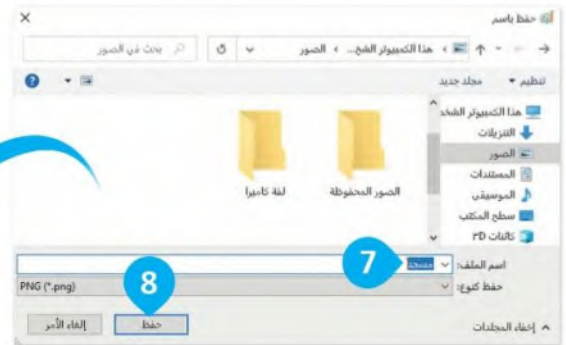 حفظ باسم
هذا الكمبيوتر الشخ... › الصور
بحث في الصور
تنظيم
مجلد جديد
هذا الكمبيوتر الشخ
التنزيلات
الصور
المستندات
الموسيقى
سطح المكتب
كائنات ٣D
الصور المحفوظة
لفة كاميرا
7
اسم الملف:
حفظ كنوع:
PNG (*.png)
8
إخفاء المجلدات
حفظ
إلغاء الأمر